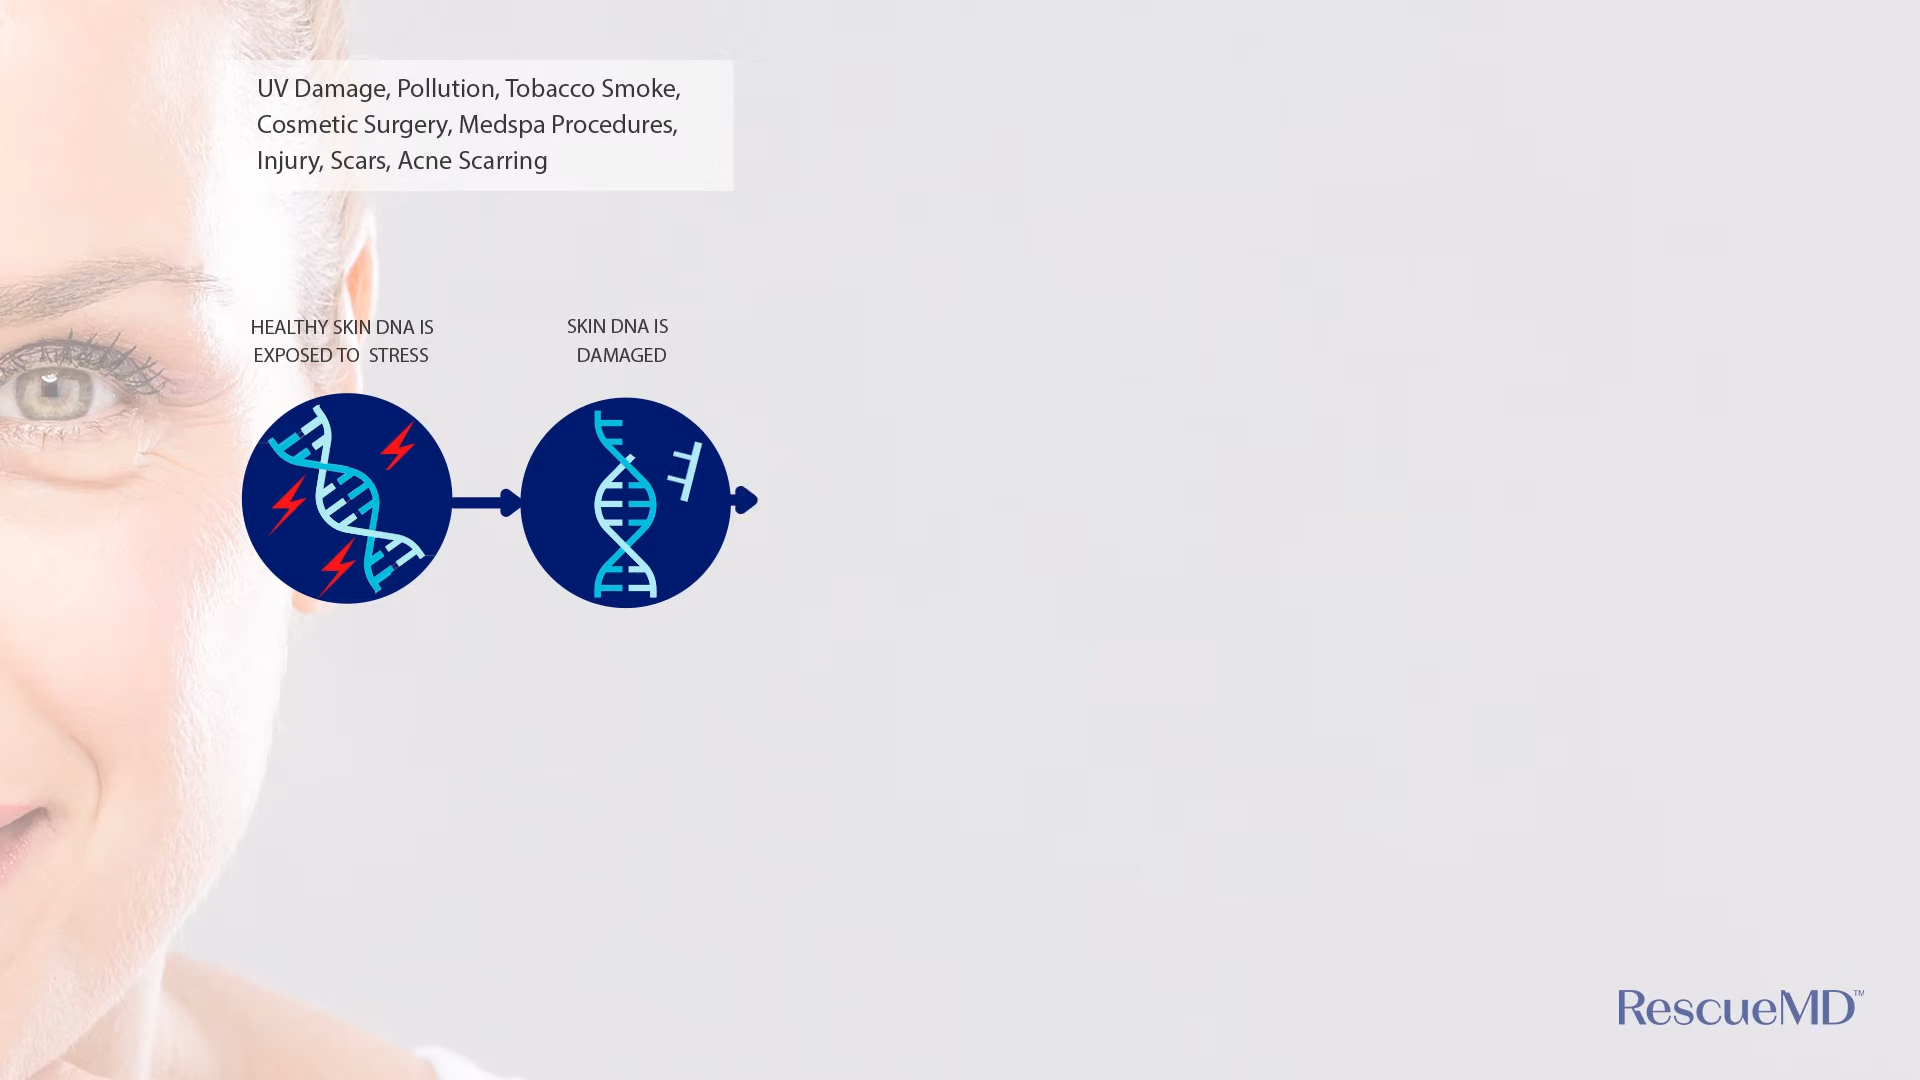 UV Damage, Pollution, Tobacco Smoke,
Cosmetic Surgery, Medspa Procedures,
Injury, Scars, Acne Scarring
HEALTHY SKIN DNA IS
EXPOSED TO STRESS
SKIN DNA IS
DAMAGED
RescueMD™